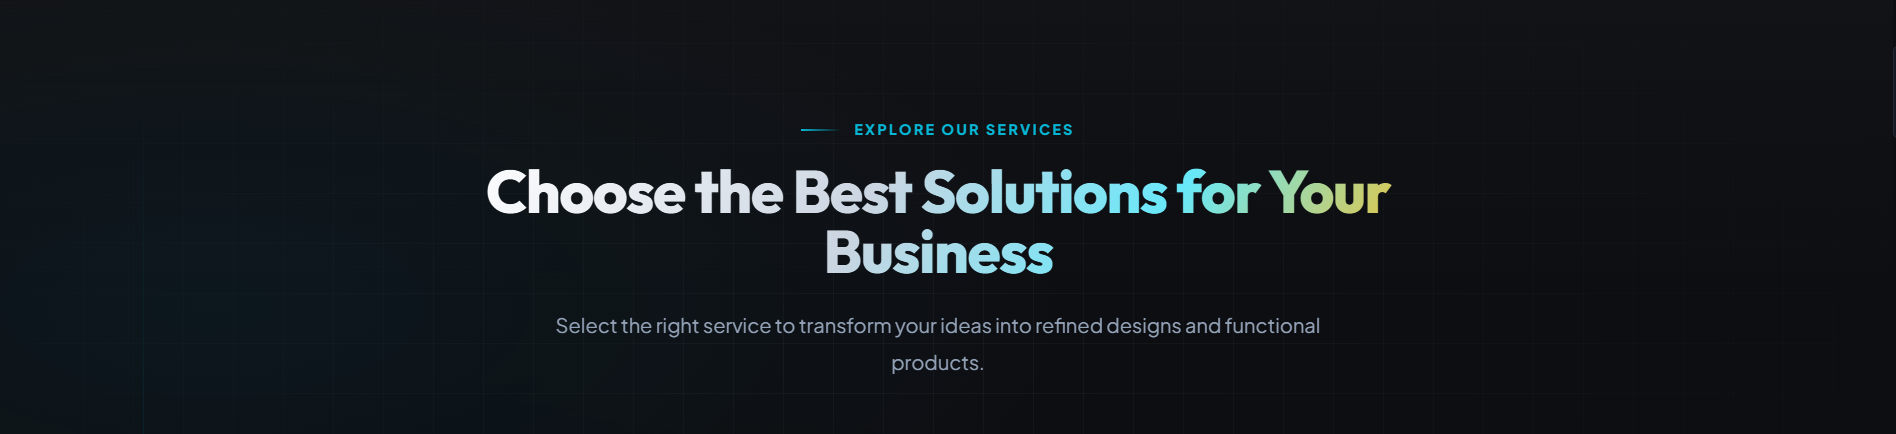 EXPLORE OUR SERVICES
Choose the Best Solutions for Your
Business
Select the right service to transform your ideas into refined designs and functional
products.